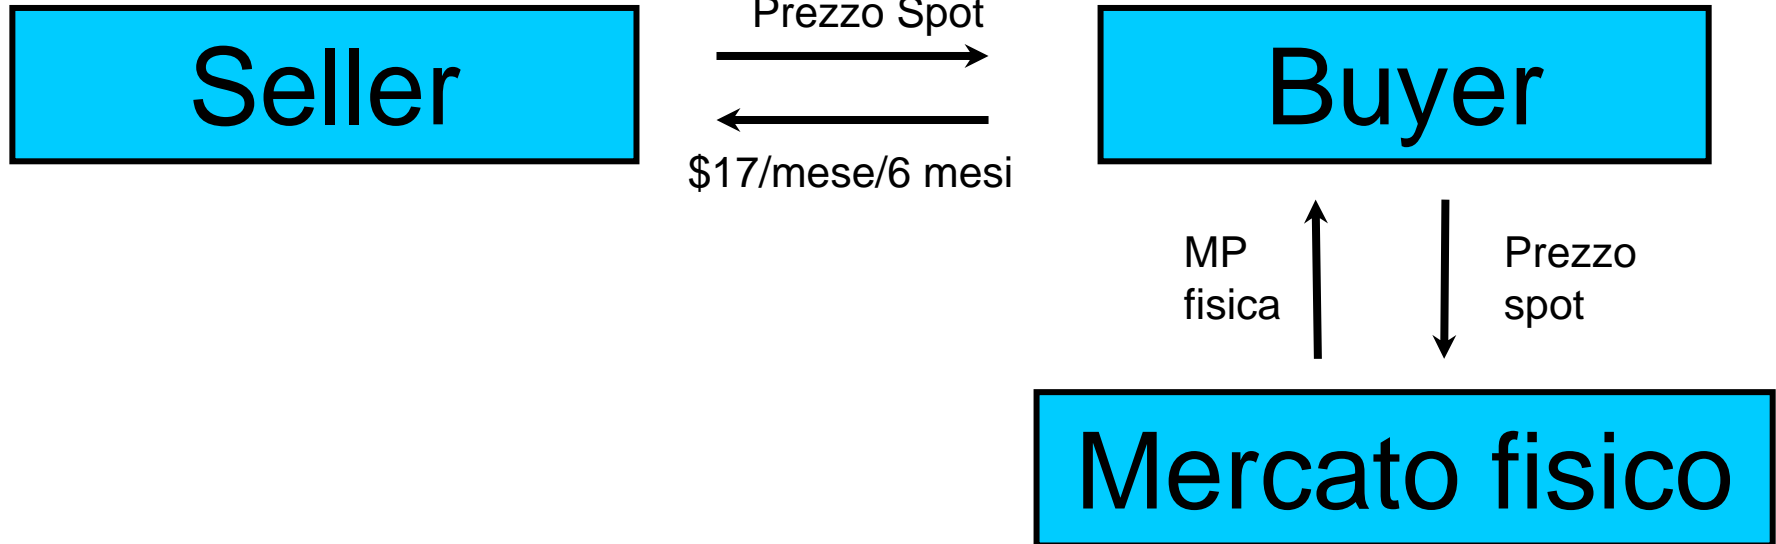 Prezzo Spot
Seller
Buyer
$17/mese/6 mesi
MP
fisica
Prezzo
spot
Mercato fisico